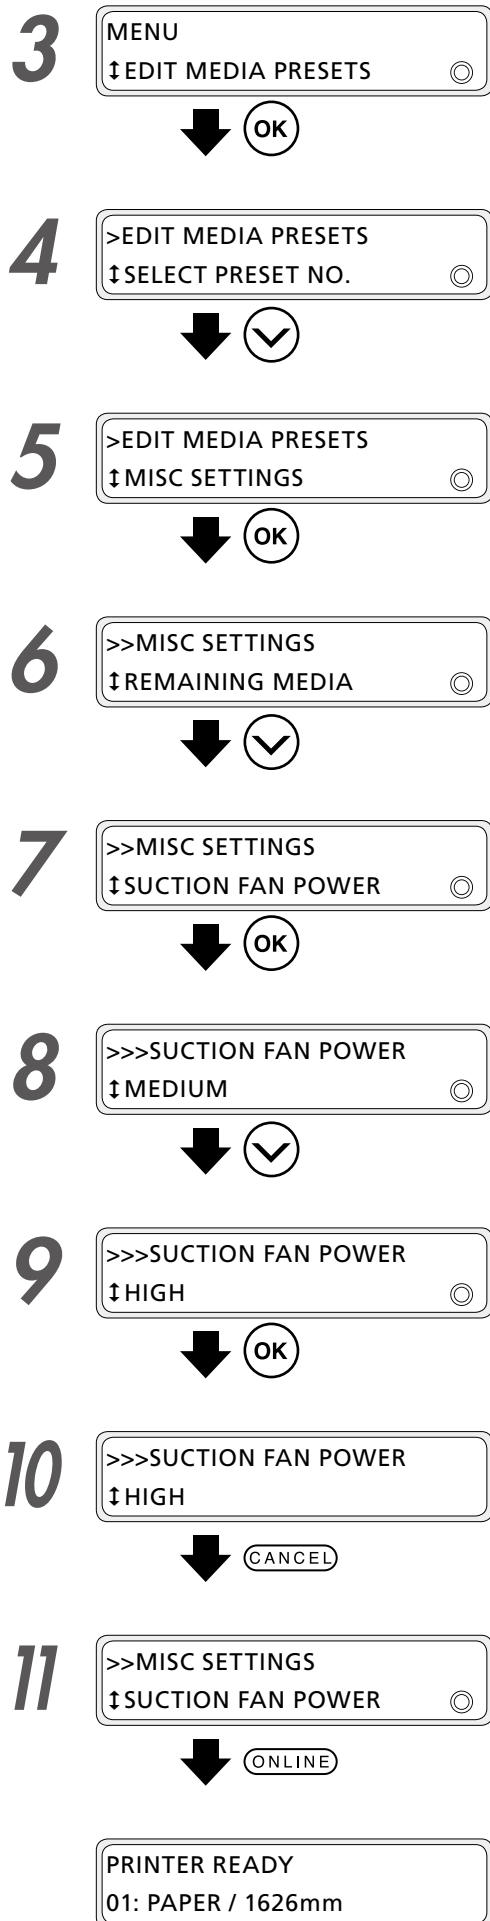 3
MENU
↕EDIT MEDIA PRESETS
OK
4
>EDIT MEDIA PRESETS
↕SELECT PRESET NO.
5
>EDIT MEDIA PRESETS
↕MISC SETTINGS
OK
6
>>MISC SETTINGS
↕REMAINING MEDIA
7
>>MISC SETTINGS
↕SUCTION FAN POWER
OK
8
>>>SUCTION FAN POWER
↕MEDIUM
9
>>>SUCTION FAN POWER
↕HIGH
OK
10
>>>SUCTION FAN POWER
↕HIGH
CANCEL
11
>>MISC SETTINGS
↕SUCTION FAN POWER
ONLINE
PRINTER READY
01: PAPER / 1626mm